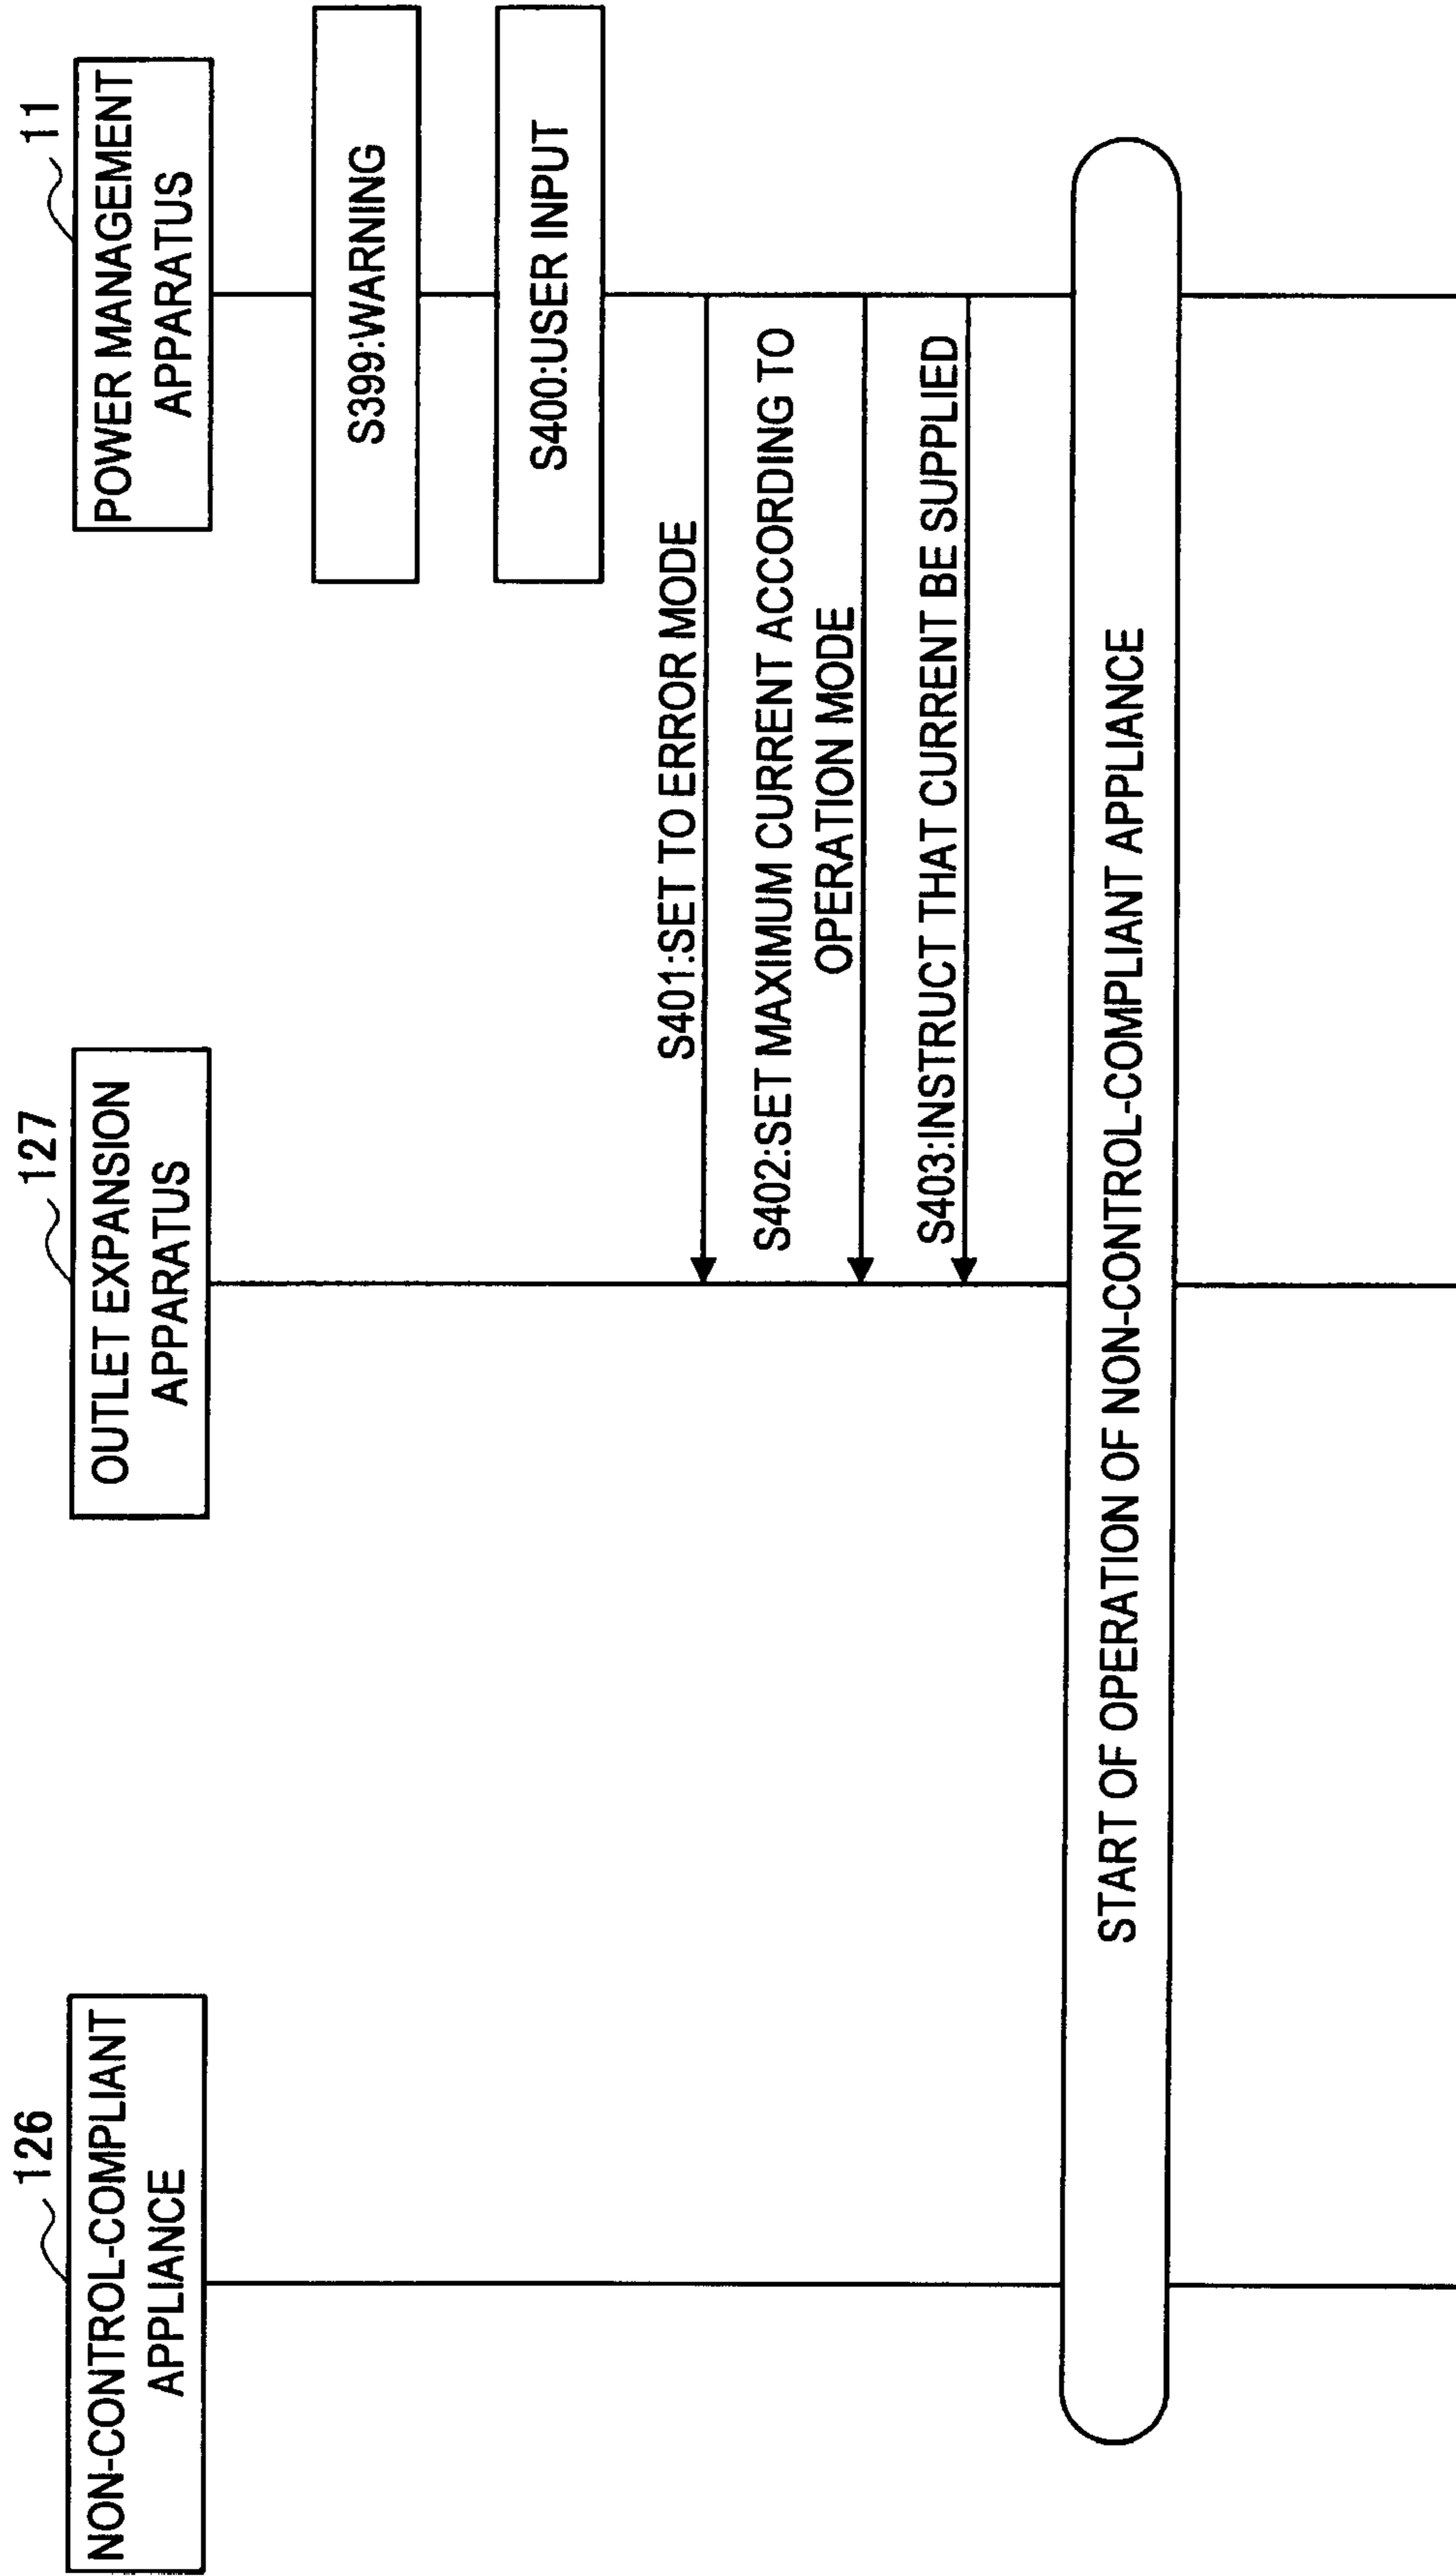 126
NON-CONTROL-COMPLIANT
APPLIANCE
127
OUTLET EXPANSION
APPARATUS
11
POWER MANAGEMENT
APPARATUS
S399:WARNING
S400:USER INPUT
S401:SET TO ERROR MODE
S402:SET MAXIMUM CURRENT ACCORDING TO
OPERATION MODE
S403:INSTRUCT THAT CURRENT BE SUPPLIED
START OF OPERATION OF NON-CONTROL-COMPLIANT APPLIANCE